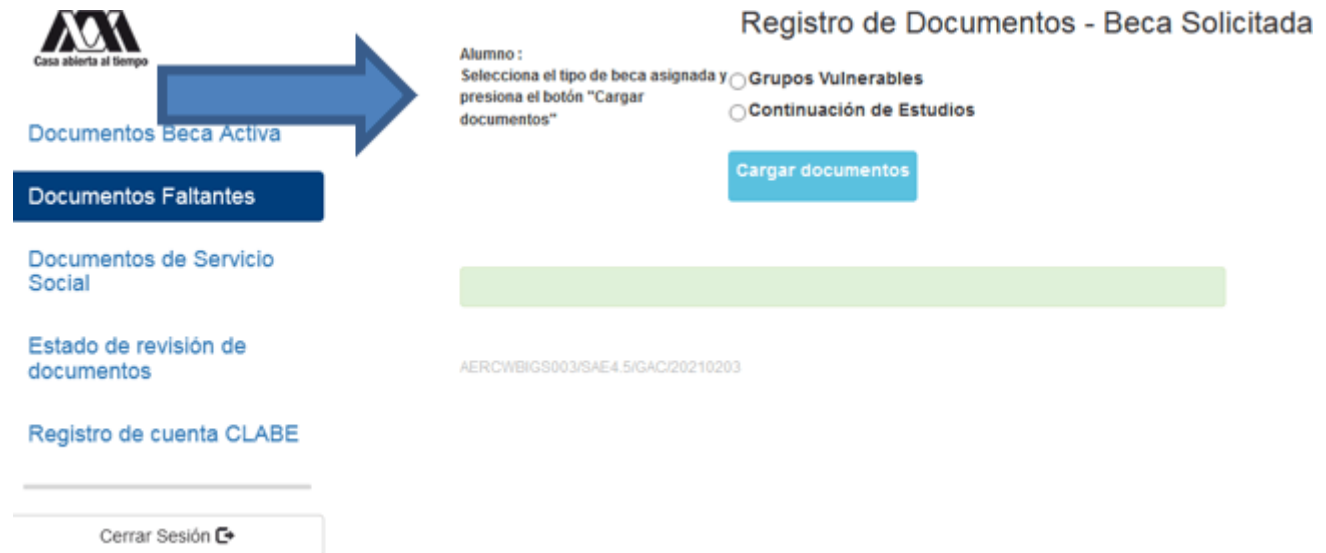 Casa abierta al tiempo
Documentos Beca Activa
Documentos Faltantes
Documentos de Servicio
Social
Estado de revisión de
documentos
Registro de cuenta CLABE
Cerrar Sesión
Registro de Documentos - Beca Solicitada
Alumno :
Selecciona el tipo de beca asignada y
presiona el botón "Cargar
documentos"
Grupos Vulnerables
Continuación de Estudios
Cargar documentos
AERCWBIGS003/SAE4.5/GAC/20210203